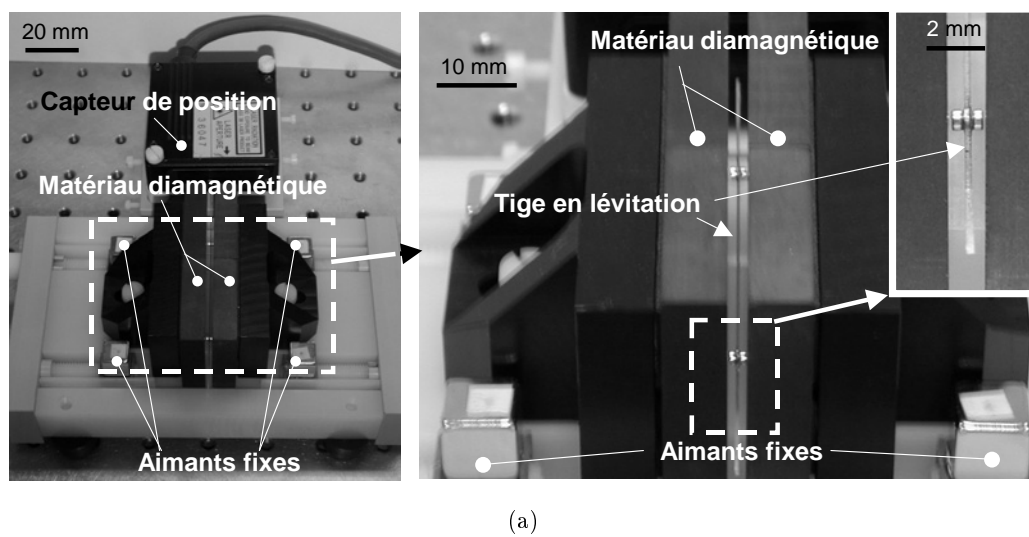 20 mm
Capteur de position
Matériau diamagnétique
Aimants fixes
10 mm
Matériau diamagnétique
Tige en lévitation
Aimants fixes
2 mm
(a)